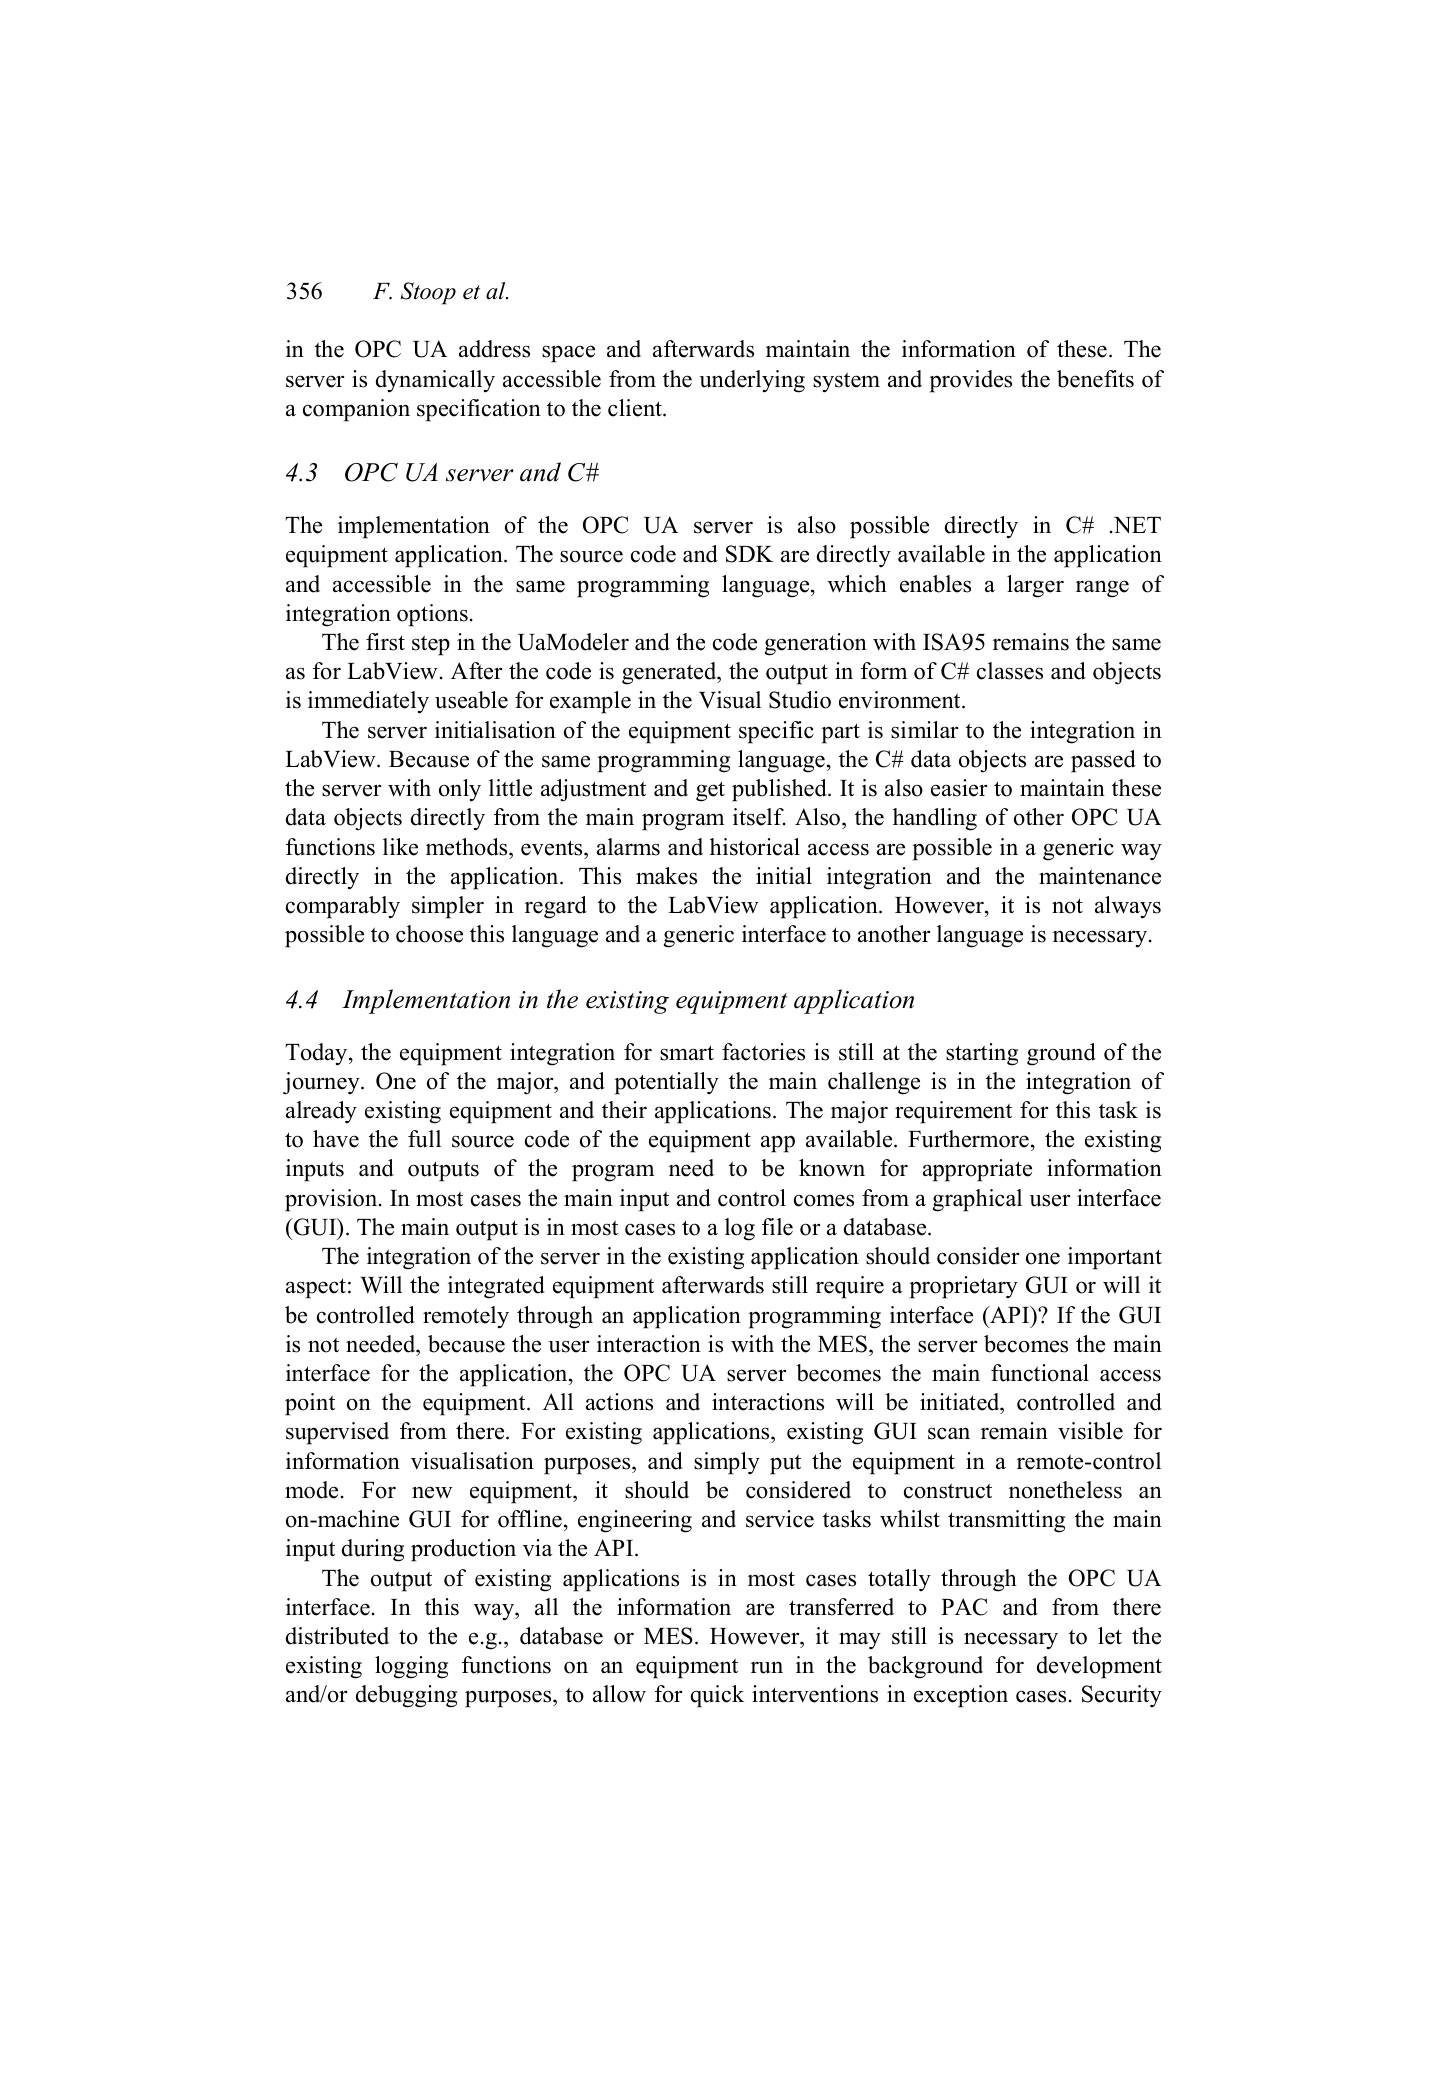 356 F. Stoop et al.
in the OPC UA address space and afterwards maintain the information of these. The
server is dynamically accessible from the underlying system and provides the benefits of
a companion specification to the client.
4.3 OPC UA server and C#
The implementation of the OPC UA server is also possible directly in C# .NET
equipment application. The source code and SDK are directly available in the application
and accessible in the same programming language, which enables a larger range of
integration options.
The first step in the UaModeler and the code generation with ISA95 remains the same
as for LabView. After the code is generated, the output in form of C# classes and objects
is immediately useable for example in the Visual Studio environment.
The server initialisation of the equipment specific part is similar to the integration in
LabView. Because of the same programming language, the C# data objects are passed to
the server with only little adjustment and get published. It is also easier to maintain these
data objects directly from the main program itself. Also, the handling of other OPC UA
functions like methods, events, alarms and historical access are possible in a generic way
directly in the application. This makes the initial integration and the maintenance
comparably simpler in regard to the LabView application. However, it is not always
possible to choose this language and a generic interface to another language is necessary.
4.4 Implementation in the existing equipment application
Today, the equipment integration for smart factories is still at the starting ground of the
journey. One of the major, and potentially the main challenge is in the integration of
already existing equipment and their applications. The major requirement for this task is
to have the full source code of the equipment app available. Furthermore, the existing
inputs and outputs of the program need to be known for appropriate information
provision. In most cases the main input and control comes from a graphical user interface
(GUI). The main output is in most cases to a log file or a database.
The integration of the server in the existing application should consider one important
aspect: Will the integrated equipment afterwards still require a proprietary GUI or will it
be controlled remotely through an application programming interface (API)? If the GUI
is not needed, because the user interaction is with the MES, the server becomes the main
interface for the application, the OPC UA server becomes the main functional access
point on the equipment. All actions and interactions will be initiated, controlled and
supervised from there. For existing applications, existing GUI scan remain visible for
information visualisation purposes, and simply put the equipment in a remote-control
mode. For new equipment, it should be considered to construct nonetheless an
on-machine GUI for offline, engineering and service tasks whilst transmitting the main
input during production via the API.
The output of existing applications is in most cases totally through the OPC UA
interface. In this way, all the information are transferred to PAC and from there
distributed to the e.g., database or MES. However, it may still is necessary to let the
existing logging functions on an equipment run in the background for development
and/or debugging purposes, to allow for quick interventions in exception cases. Security